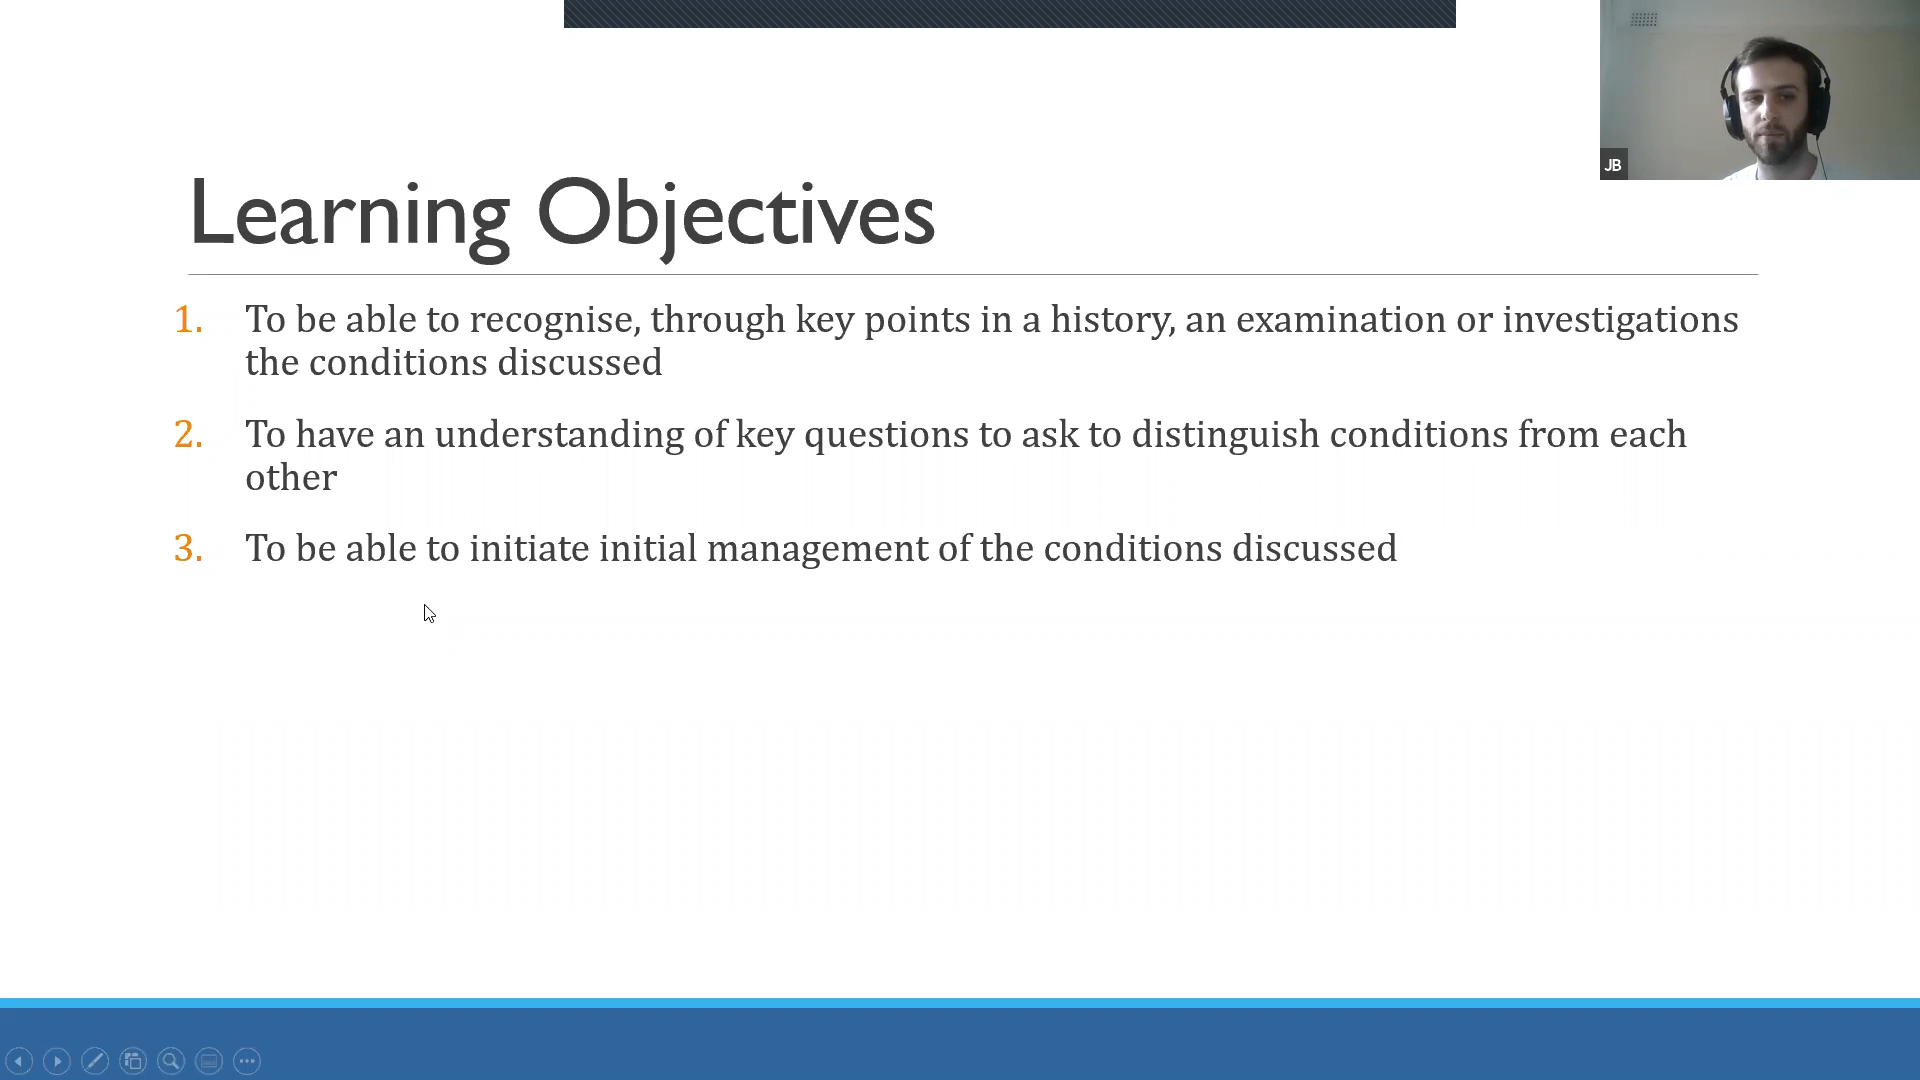 JB
Learning Objectives
1. To be able to recognise, through key points in a history, an examination or investigations
the conditions discussed
2. To have an understanding of key questions to ask to distinguish conditions from each
other
3. To be able to initiate initial management of the conditions discussed